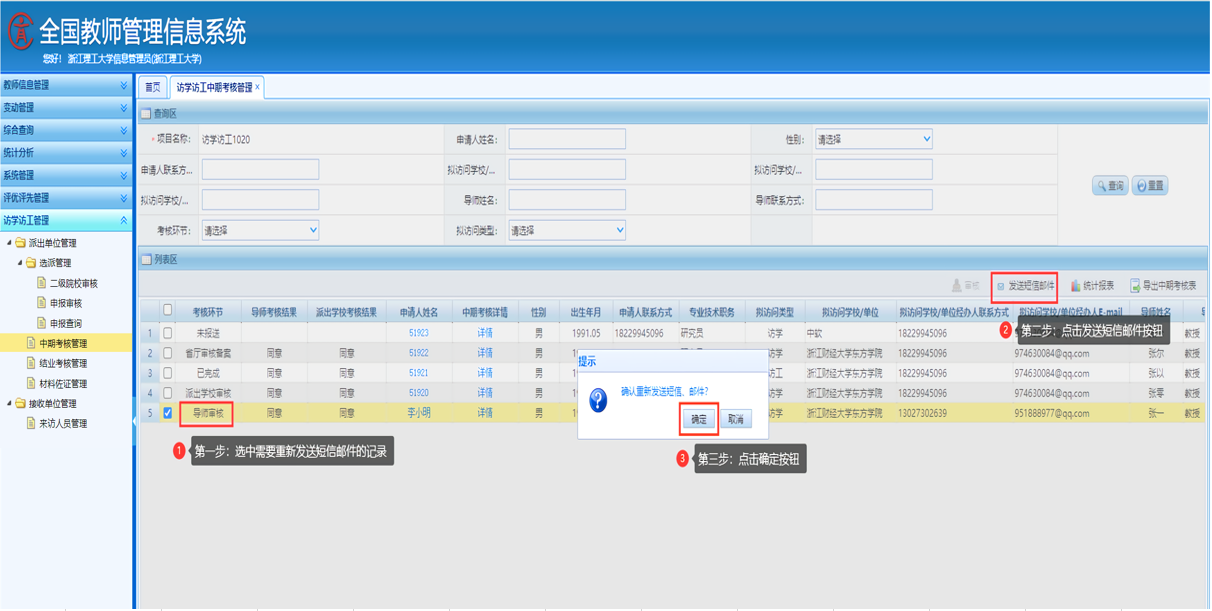 全国教师管理信息系统
您好! 浙江理工大学信息管理员(浙江理工大学)
教师信息管理
变动管理
综合查询
统计分析
系统管理
评优评先管理
访学访工管理
派出单位管理
选派管理
二级院校审核
申报审核
申报查询
中期考核管理
结业考核管理
材料佐证管理
接收单位管理
来访人员管理
首页 访学访工中期考核管理 ×
查询区
* 项目名称: 访学访工1020 申请人姓名: 性别: 请选择
申请人联系方... 拟访问学校/... 拟访问学校/...
拟访问学校/... 导师姓名: 导师联系方式:
考核环节: 请选择 拟访问类型: 请选择
查询 重置
列表区
审核 发送短信邮件 统计报表 导出中期考核表
考核环节 导师考核结果 派出学校考核结果 申请人姓名 中期考核详情 性别 出生年月 申请人联系方式 专业技术职务 拟访问类型 拟访问学校/单位 拟访问学校/单位经办人联系方式 拟访问学校/单位经办人E-mail 导师姓名
1 未报送 51923 详情 男 1991.05 18229945096 研究员 访学 中软 18229945096 教授
2 省厅审核备案 同意 同意 51922 详情 男 访学 浙江财经大学东方学院 18229945096 974630084@qq.com 张尔 教授
3 已完成 同意 同意 51921 详情 男 访工 浙江财经大学东方学院 18229945096 974630084@qq.com 张以 教授
4 派出学校审核 同意 同意 51920 详情 男 访学 浙江财经大学东方学院 18229945096 974630084@qq.com 张零 教授
5 导师审核 同意 同意 李小明 详情 男 访学 浙江财经大学东方学院 13027302639 951888977@qq.com 张一 教授
2 第二步：点击发送短信邮件按钮
提示
确认重新发送短信、邮件?
确定 取消
1 第一步：选中需要重新发送短信邮件的记录
3 第三步：点击确定按钮